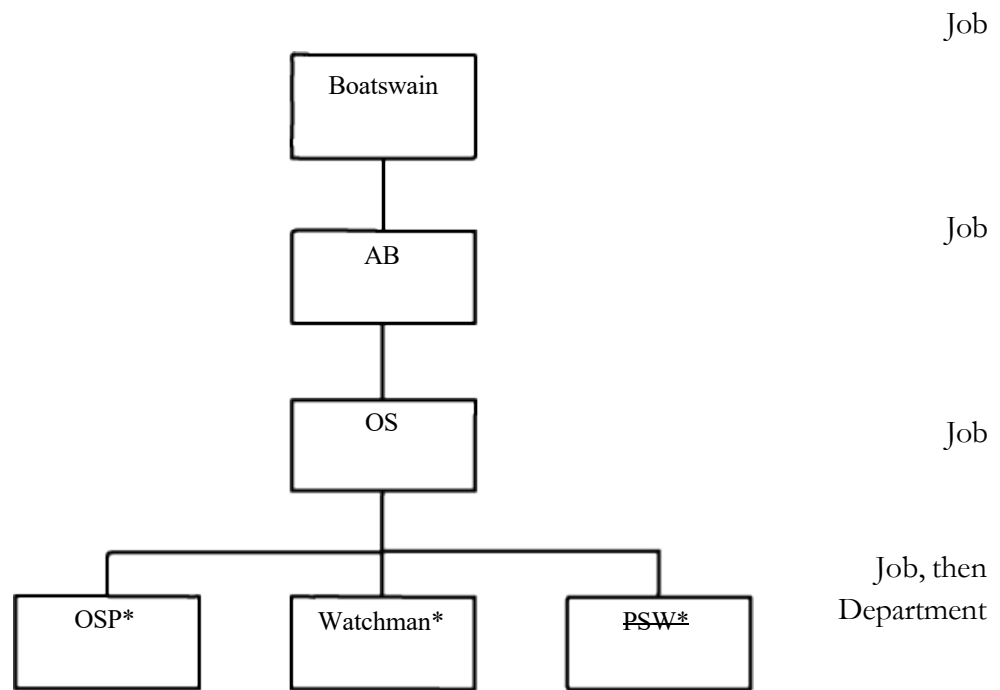 Job
Boatswain
Job
AB
OS
Job
Job, then
Department
OSP*
Watchman*
PSW*